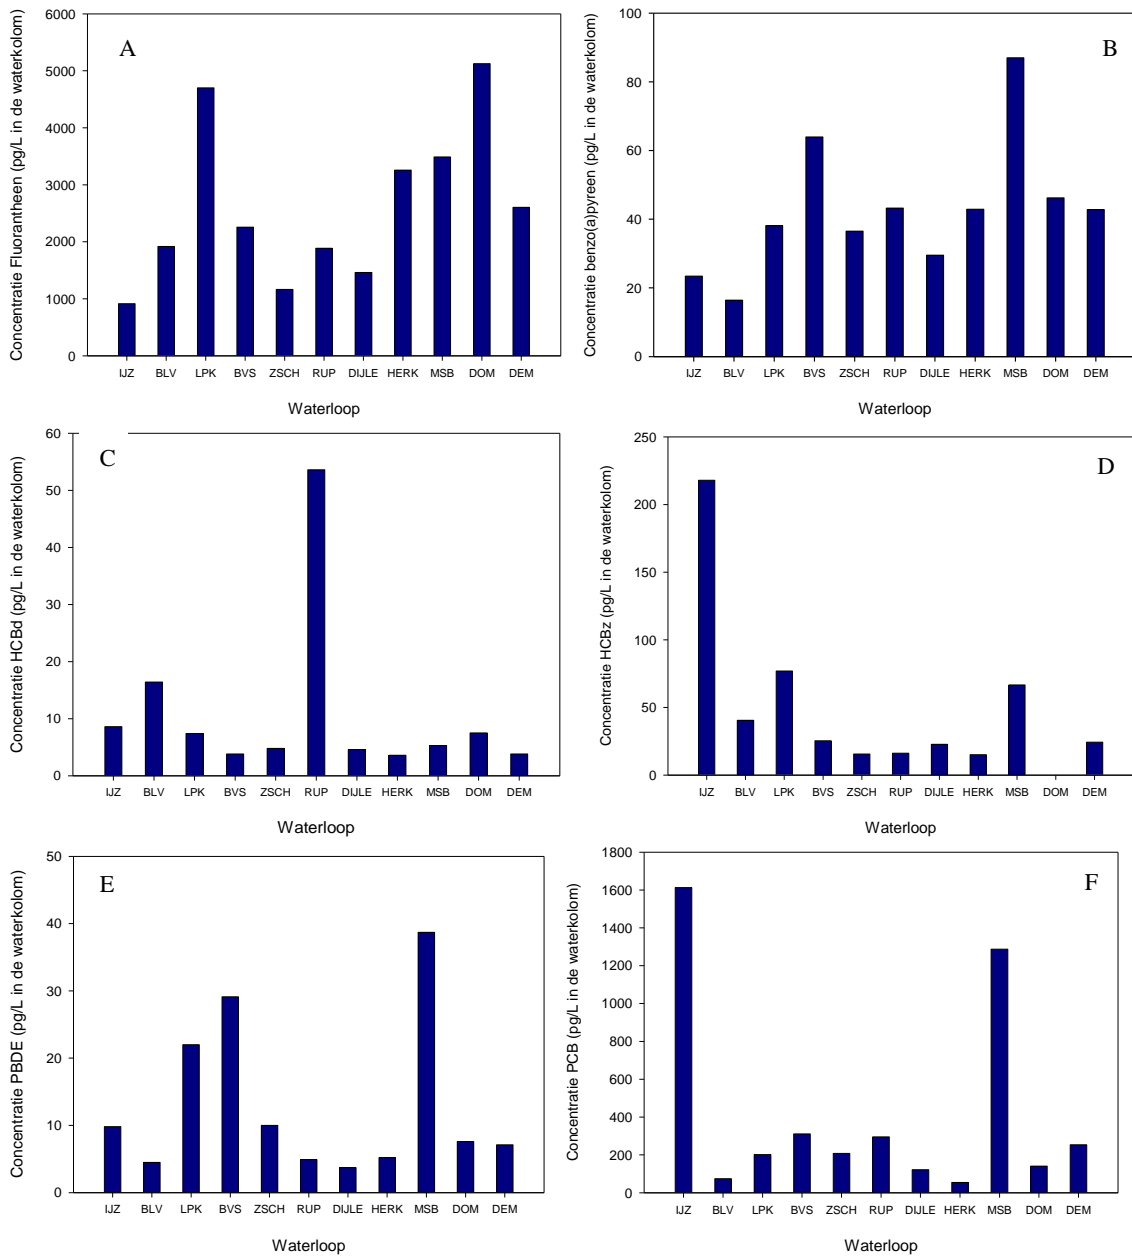 A
Concentratie Fluorantheen (pg/L in de waterkolom)
6000
5000
4000
3000
2000
1000
0
IJZ BLV LPK BVS ZSCH RUP DIJLE HERK MSB DOM DEM
Waterloop
B
Concentratie benzo(a)pyreen (pg/L in de waterkolom)
100
80
60
40
20
0
IJZ BLV LPK BVS ZSCH RUP DIJLE HERK MSB DOM DEM
Waterloop
C
Concentratie HCBd (pg/L in de waterkolom)
60
50
40
30
20
10
0
IJZ BLV LPK BVS ZSCH RUP DIJLE HERK MSB DOM DEM
Waterloop
D
Concentratie HCBz (pg/L in de waterkolom)
250
200
150
100
50
0
IJZ BLV LPK BVS ZSCH RUP DIJLE HERK MSB DOM DEM
Waterloop
E
Concentratie PBDE (pg/L in de waterkolom)
50
40
30
20
10
0
IJZ BLV LPK BVS ZSCH RUP DIJLE HERK MSB DOM DEM
Waterloop
F
Concentratie PCB (pg/L in de waterkolom)
1800
1600
1400
1200
1000
800
600
400
200
0
IJZ BLV LPK BVS ZSCH RUP DIJLE HERK MSB DOM DEM
Waterloop